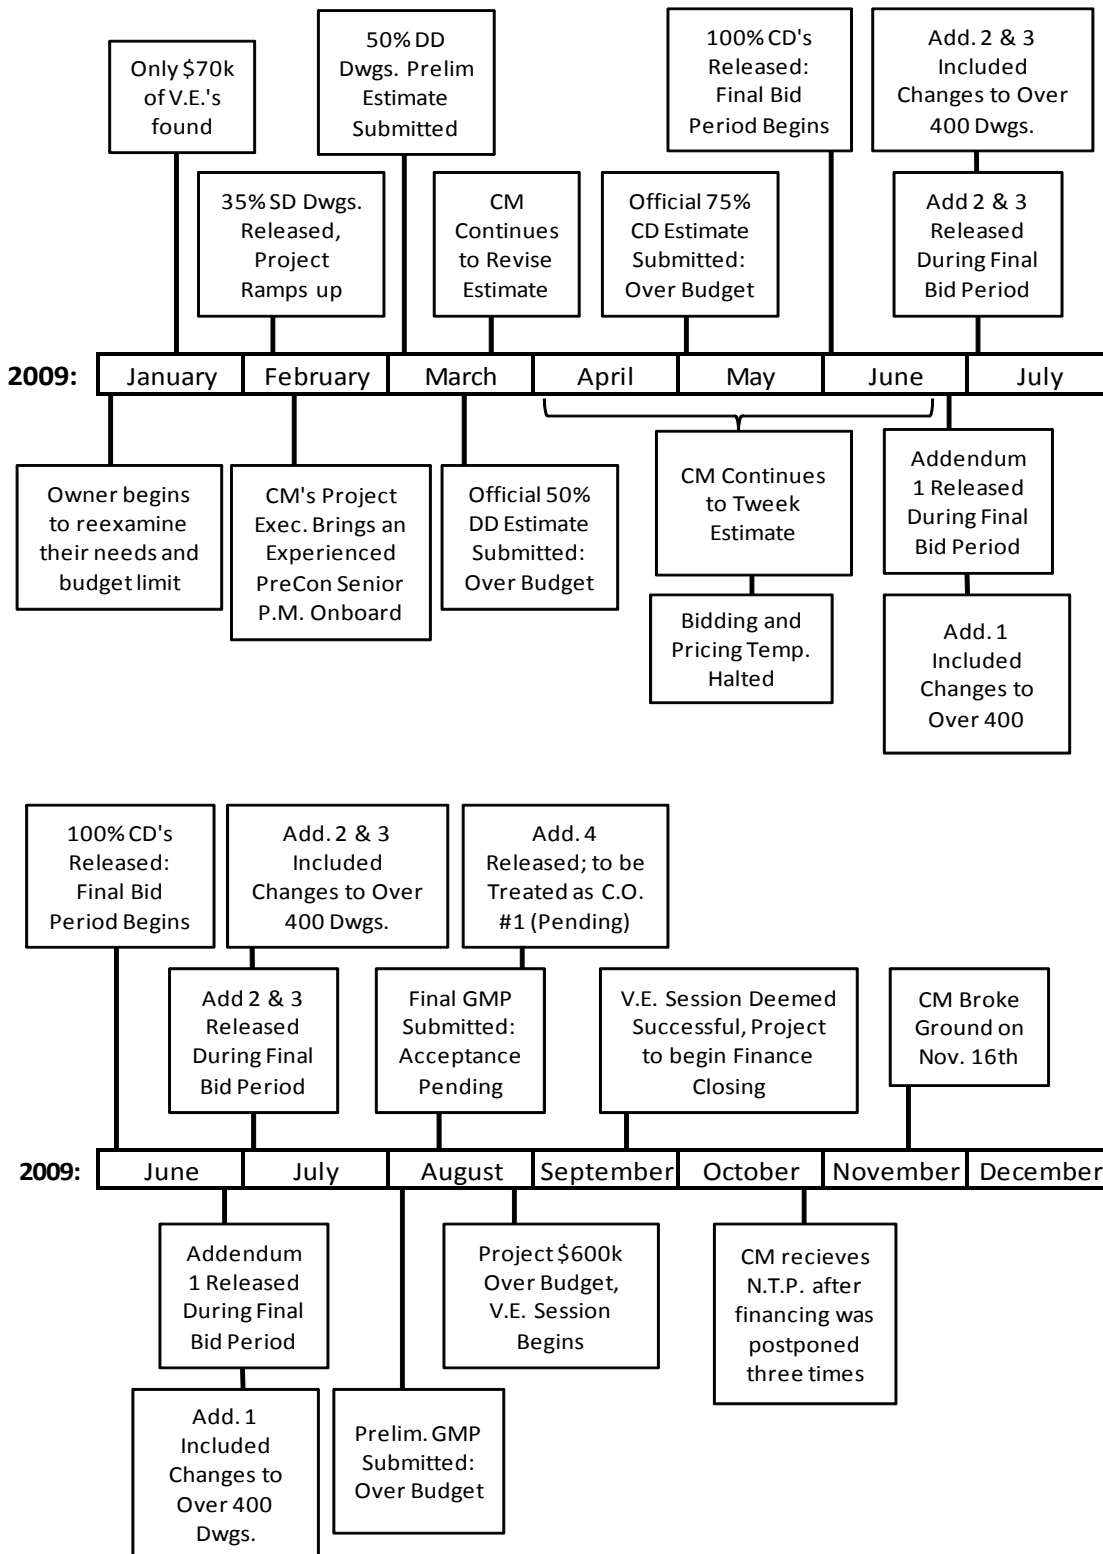 Only $70k
of V.E.'s
found
50% DD
Dwgs. Prelim
Estimate
Submitted
100% CD's
Released:
Final Bid
Period Begins
Add. 2 & 3
Included
Changes to Over
400 Dwgs.
35% SD Dwgs.
Released,
Project
Ramps up
CM
Continues
to Revise
Estimate
Official 75%
CD Estimate
Submitted:
Over Budget
Add 2 & 3
Released
During Final
Bid Period
2009: January February March April May June July
Owner begins
to reexamine
their needs and
budget limit
CM's Project
Exec. Brings an
Experienced
PreCon Senior
P.M. Onboard
Official 50%
DD Estimate
Submitted:
Over Budget
CM Continues
to Tweek
Estimate
Bidding and
Pricing Temp.
Halted
Addendum
1 Released
During Final
Bid Period
Add. 1
Included
Changes to
Over 400
100% CD's
Released:
Final Bid
Period Begins
Add. 2 & 3
Included
Changes to Over
400 Dwgs.
Add. 4
Released; to be
Treated as C.O.
#1 (Pending)
Add 2 & 3
Released
During Final
Bid Period
Final GMP
Submitted:
Acceptance
Pending
V.E. Session Deemed
Successful, Project
to begin Finance
Closing
CM Broke
Ground on
Nov. 16th
2009: June July August September October November December
Addendum
1 Released
During Final
Bid Period
Add. 1
Included
Changes to
Over 400
Dwgs.
Prelim. GMP
Submitted:
Over Budget
Project $600k
Over Budget,
V.E. Session
Begins
CM recieves
N.T.P. after
financing was
postponed
three times